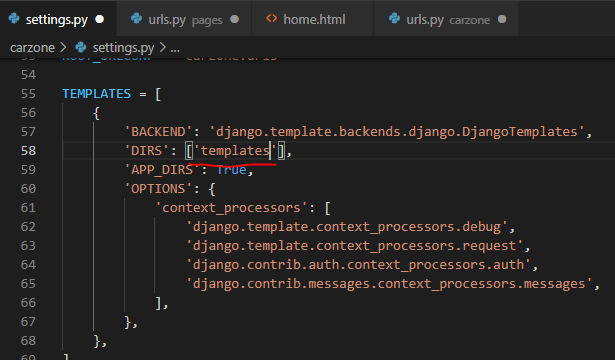 settings.py urls.py pages home.html urls.py carzone
carzone > settings.py > ...
54
55 TEMPLATES = [
56 {
57 'BACKEND': 'django.template.backends.django.DjangoTemplates',
58 'DIRS': ['templates'],
59 'APP_DIRS': True,
60 'OPTIONS': {
61 'context_processors': [
62 'django.template.context_processors.debug',
63 'django.template.context_processors.request',
64 'django.contrib.auth.context_processors.auth',
65 'django.contrib.messages.context_processors.messages',
66 ],
67 },
68 },
69 ]